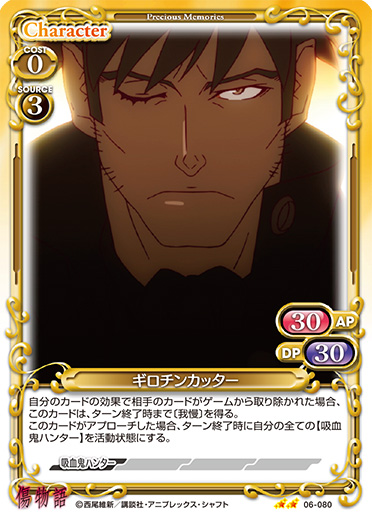 Precious Memories
Character
COST
0
SOURCE
3
30 AP
DP 30
ギロチンカッター
自分のカードの効果で相手のカードがゲームから取り除かれた場合、
このカードは、ターン終了時まで［我慢］を得る。
このカードがアプローチした場合、ターン終了時に自分の全ての【吸血
鬼ハンター】を活動状態にする。
吸血鬼ハンター
傷物語
©西尾維新／講談社・アニプレックス・シャフト
06-080